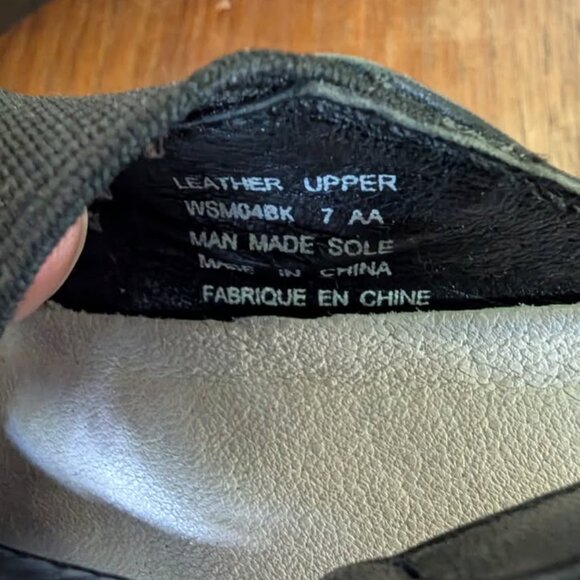 LEATHER UPPER
WSM04BK 7 AA
MAN MADE SOLE
MADE IN CHINA
FABRIQUE EN CHINE